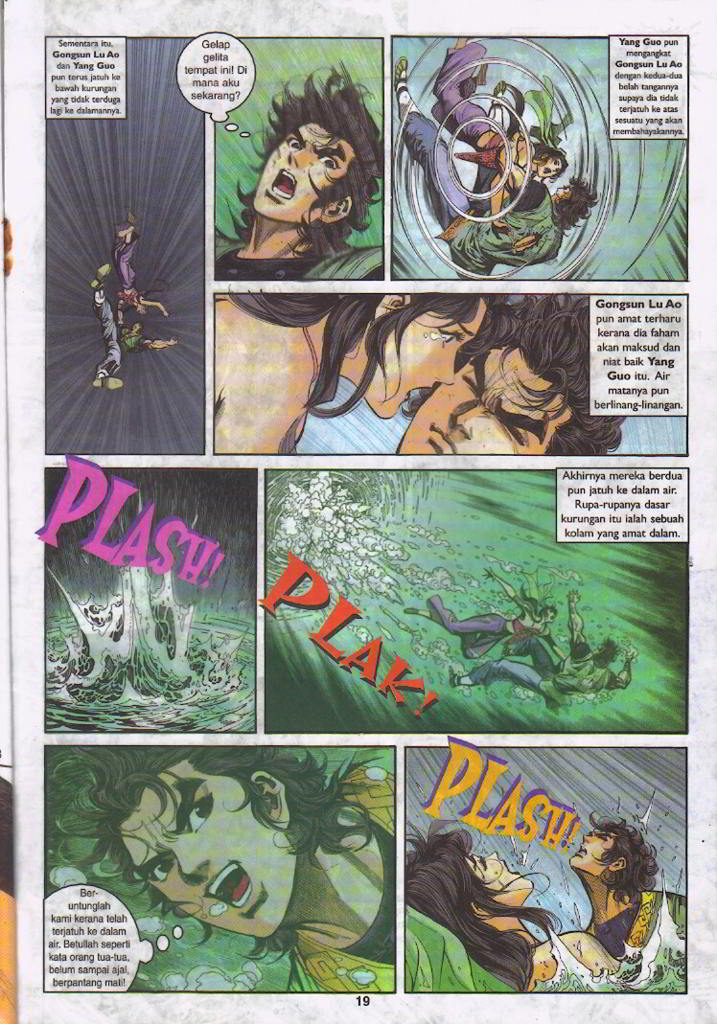 Sementara itu,
Gongsun Lu Ao
dan Yang Guo
pun terus jatuh ke
bawah kurungan
yang tidak terduga
lagi ke dalamannya.
Gelap
gelita
tempat ini! Di
mana aku
sekarang?
Yang Guo pun
mengangkat
Gongsun Lu Ao
dengan kedua-dua
belah tangannya
supaya dia tidak
terjatuh ke atas
sesuatu yang akan
membahayakannya.
Gongsun Lu Ao
pun amat terharu
kerana dia faham
akan maksud dan
niat baik Yang
Guo itu. Air
matanya pun
berlinang-linangan.
PLASH!
Akhirnya mereka berdua
pun jatuh ke dalam air.
Rupa-rupanya dasar
kurungan itu ialah sebuah
kolam yang amat dalam.
PLAK!
Ber-
untunglah
kami kerana telah
terjatuh ke dalam
air. Betullah seperti
kata orang tua-tua,
belum sampai ajal,
berpantang mati!
PLASH!
19